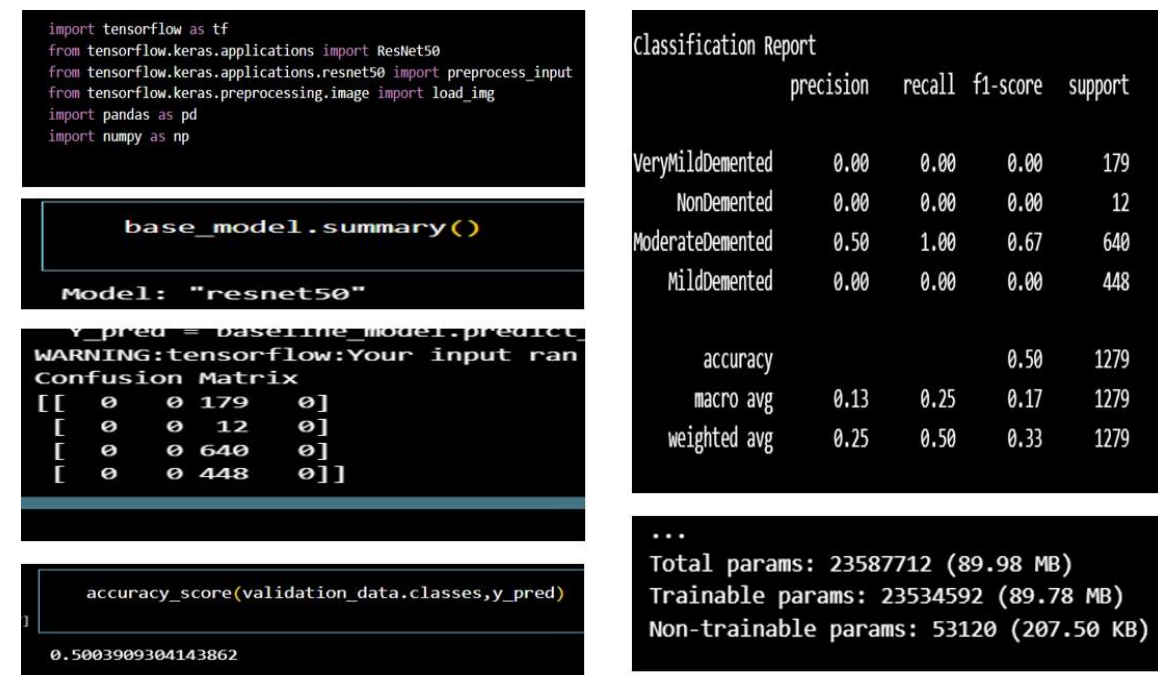 import tensorflow as tf
from tensorflow.keras.applications import ResNet50
from tensorflow.keras.applications.resnet50 import preprocess_input
from tensorflow.keras.preprocessing.image import load_img
import pandas as pd
import numpy as np
base_model.summary()
Model: "resnet50"
Y_pred = baseline_model.predict_
WARNING:tensorflow:Your input ran
Confusion Matrix
[[ 0 0 179 0]
[ 0 0 12 0]
[ 0 0 640 0]
[ 0 0 448 0]]
accuracy_score(validation_data.classes,y_pred)
0.5003909304143862
Classification Report
precision recall f1-score support
VeryMildDemented 0.00 0.00 0.00 179
NonDemented 0.00 0.00 0.00 12
ModerateDemented 0.50 1.00 0.67 640
MildDemented 0.00 0.00 0.00 448
accuracy 0.50 1279
macro avg 0.13 0.25 0.17 1279
weighted avg 0.25 0.50 0.33 1279
...
Total params: 23587712 (89.98 MB)
Trainable params: 23534592 (89.78 MB)
Non-trainable params: 53120 (207.50 KB)